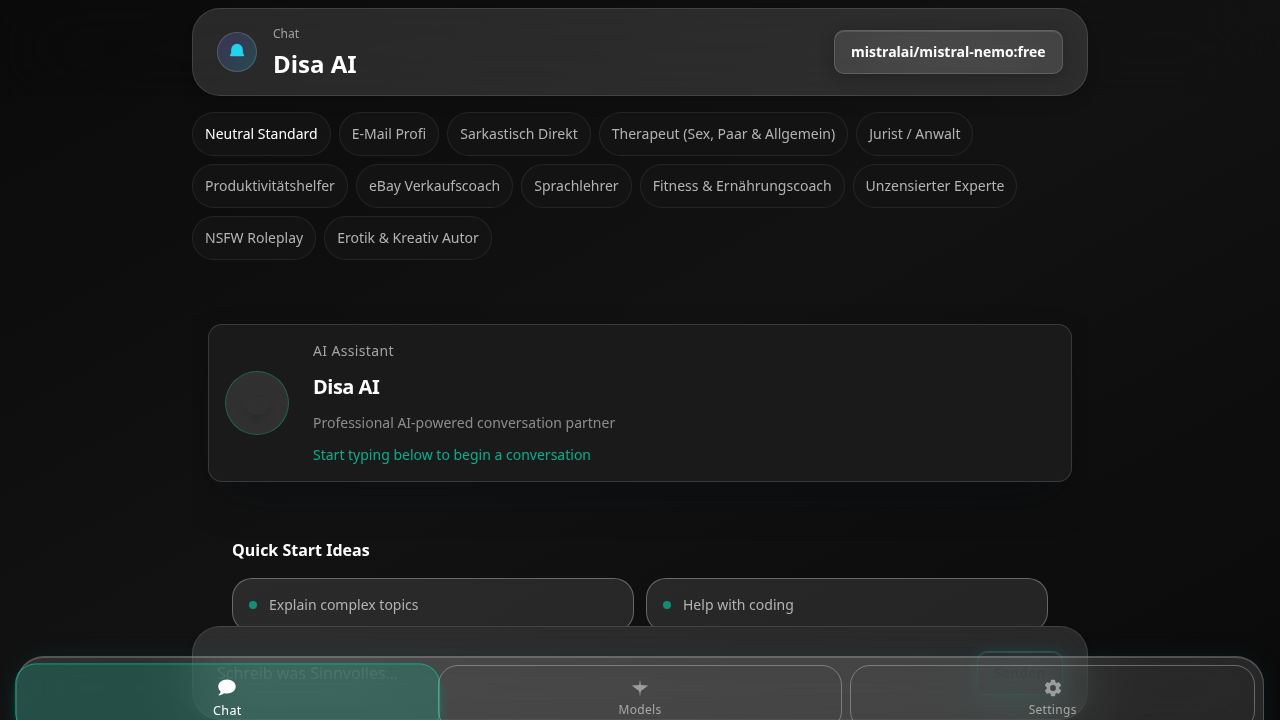 Chat
Disa AI
mistralai/mistral-nemo:free
Neutral Standard
E-Mail Profi
Sarkastisch Direkt
Therapeut (Sex, Paar & Allgemein)
Jurist / Anwalt
Produktivitätshelfer
eBay Verkaufscoach
Sprachlehrer
Fitness & Ernährungscoach
Unzensierter Experte
NSFW Roleplay
Erotik & Kreativ Autor
AI Assistant
Disa AI
Professional AI-powered conversation partner
Start typing below to begin a conversation
Quick Start Ideas
Explain complex topics
Help with coding
Schreib was Sinnvolles...
Chat
Models
Settings